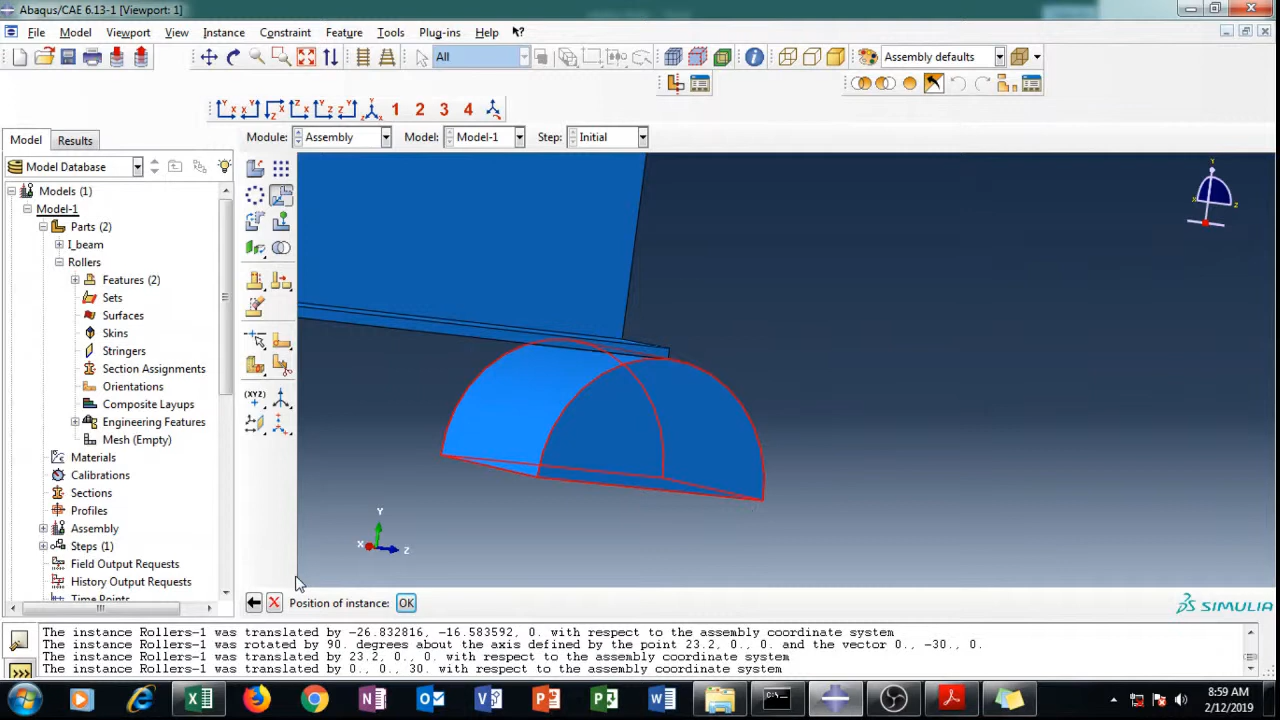 Abaqus/CAE 6.13-1 [Viewport: 1]
File Model Viewport View Instance Constraint Feature Tools Plug-ins Help
All Assembly defaults
1 2 3 4
Model Results Module: Assembly Model: Model-1 Step: Initial
Model Database
Models (1)
Model-1
Parts (2)
I_beam
Rollers
Features (2)
Sets
Surfaces
Skins
Stringers
Section Assignments
Orientations
Composite Layups
Engineering Features
Mesh (Empty)
Materials
Calibrations
Sections
Profiles
Assembly
Steps (1)
Field Output Requests
History Output Requests
Time Points
(XYZ)
Y
X
Z
Y
X
Z
Position of instance: OK
SIMULIA
The instance Rollers-1 was translated by -26.832816, -16.583592, 0. with respect to the assembly coordinate system
The instance Rollers-1 was rotated by 90. degrees about the axis defined by the point 23.2, 0., 0. and the vector 0., -30., 0.
The instance Rollers-1 was translated by 23.2, 0., 0. with respect to the assembly coordinate system
The instance Rollers-1 was translated by 0., 0., 30. with respect to the assembly coordinate system
8:59 AM
2/12/2019